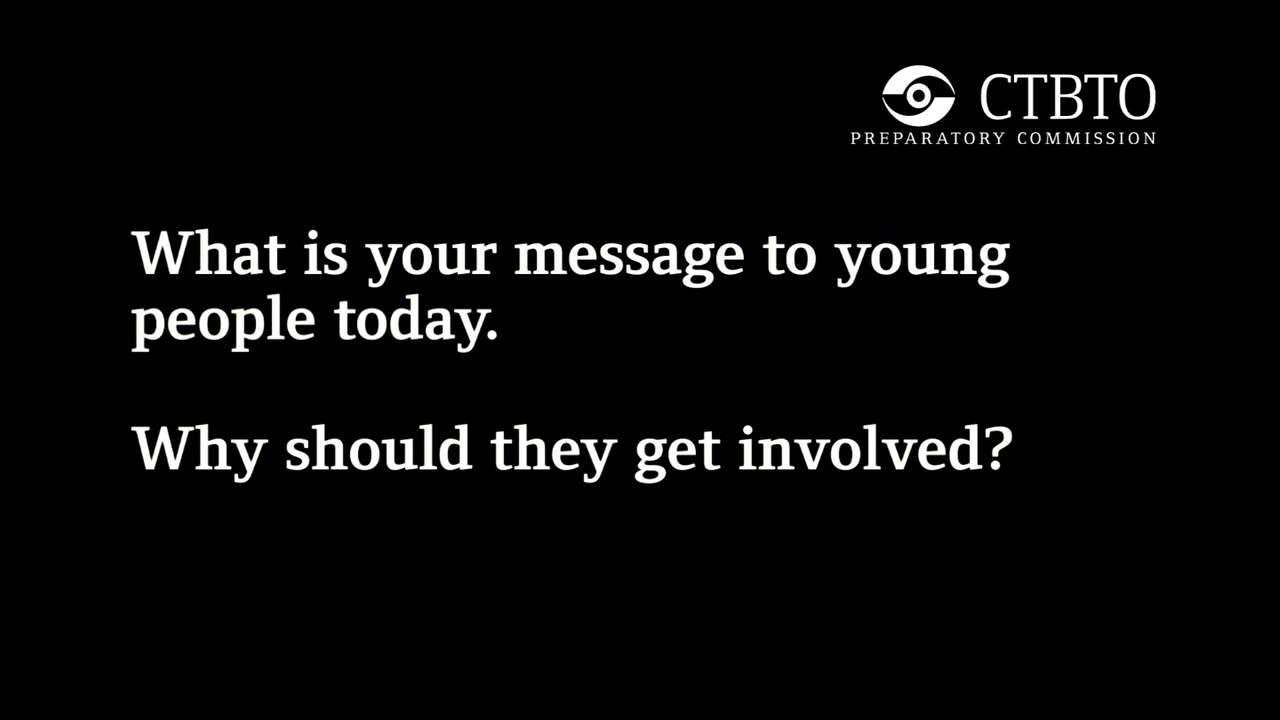 CTBTO
PREPARATORY COMMISSION
What is your message to young
people today.
Why should they get involved?